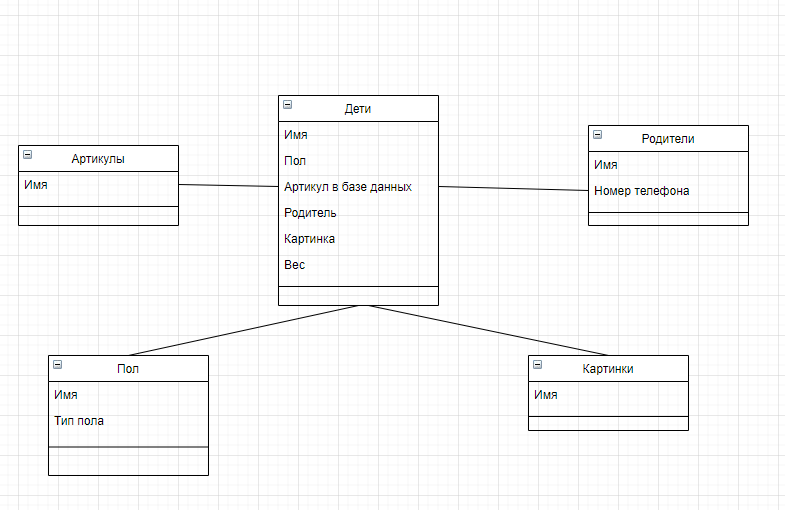 Дети
Имя
Пол
Артикул в базе данных
Родитель
Картинка
Вес
Артикулы
Имя
Родители
Имя
Номер телефона
Пол
Имя
Тип пола
Картинки
Имя